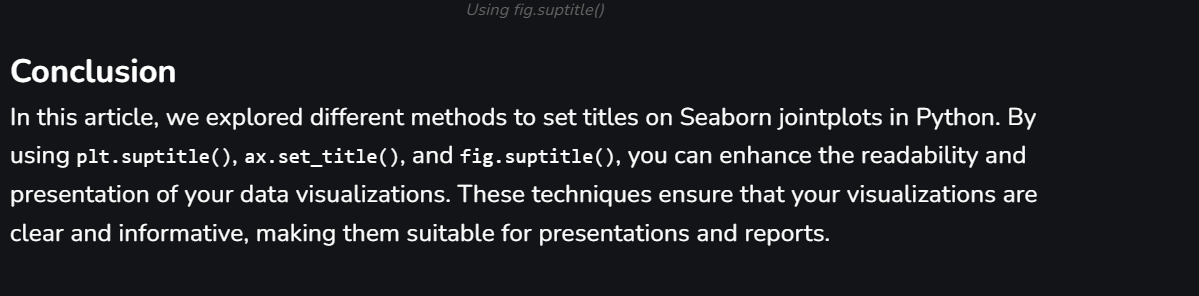 Using fig.suptitle()
Conclusion
In this article, we explored different methods to set titles on Seaborn jointplots in Python. By
using plt.suptitle(), ax.set_title(), and fig.suptitle(), you can enhance the readability and
presentation of your data visualizations. These techniques ensure that your visualizations are
clear and informative, making them suitable for presentations and reports.